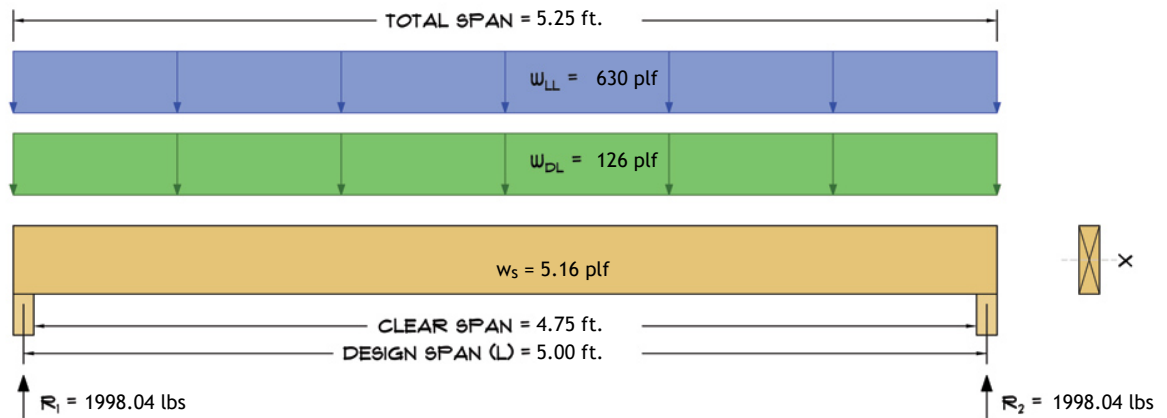 TOTAL SPAN = 5.25 ft.
WLL = 630 plf
WDL = 126 plf
ws = 5.16 plf
X
CLEAR SPAN = 4.75 ft.
DESIGN SPAN (L) = 5.00 ft.
R1 = 1998.04 lbs
R2 = 1998.04 lbs